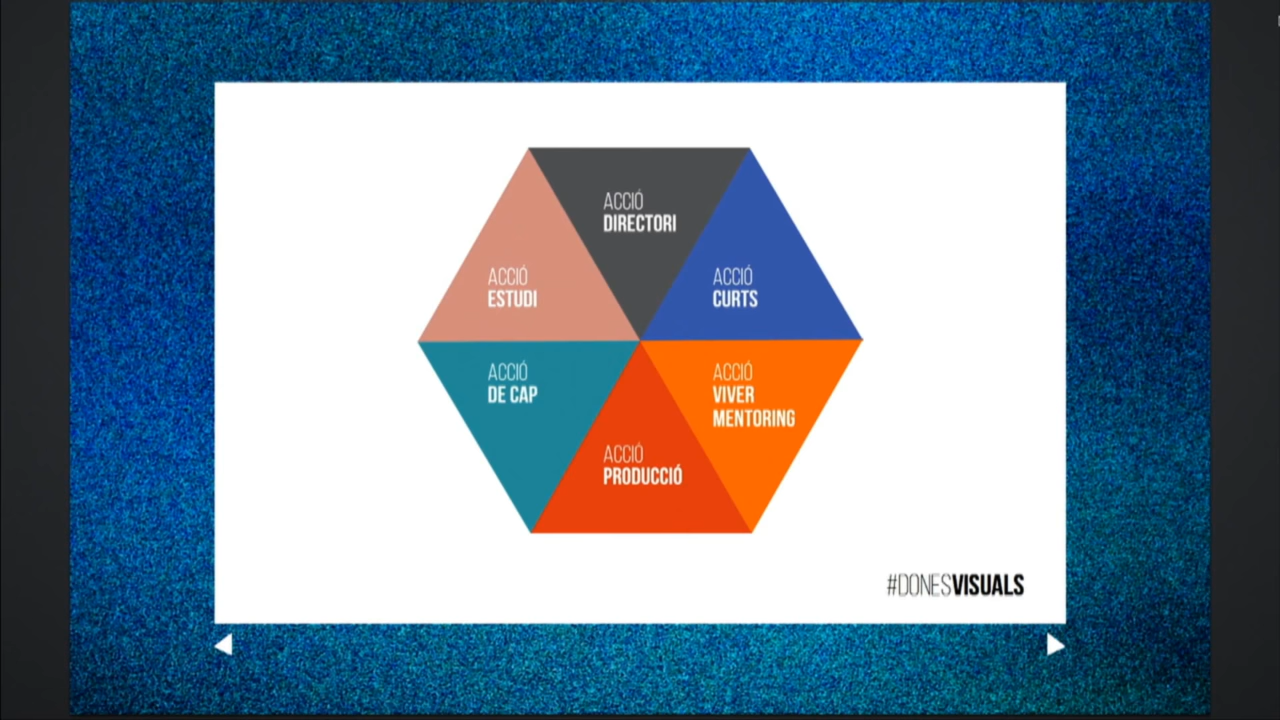 ACCIÓ
DIRECTORI
ACCIÓ
ESTUDI
ACCIÓ
CURTS
ACCIÓ
DE CAP
ACCIÓ
VIVER
MENTORING
ACCIÓ
PRODUCCIÓ
#DONESVISUALS